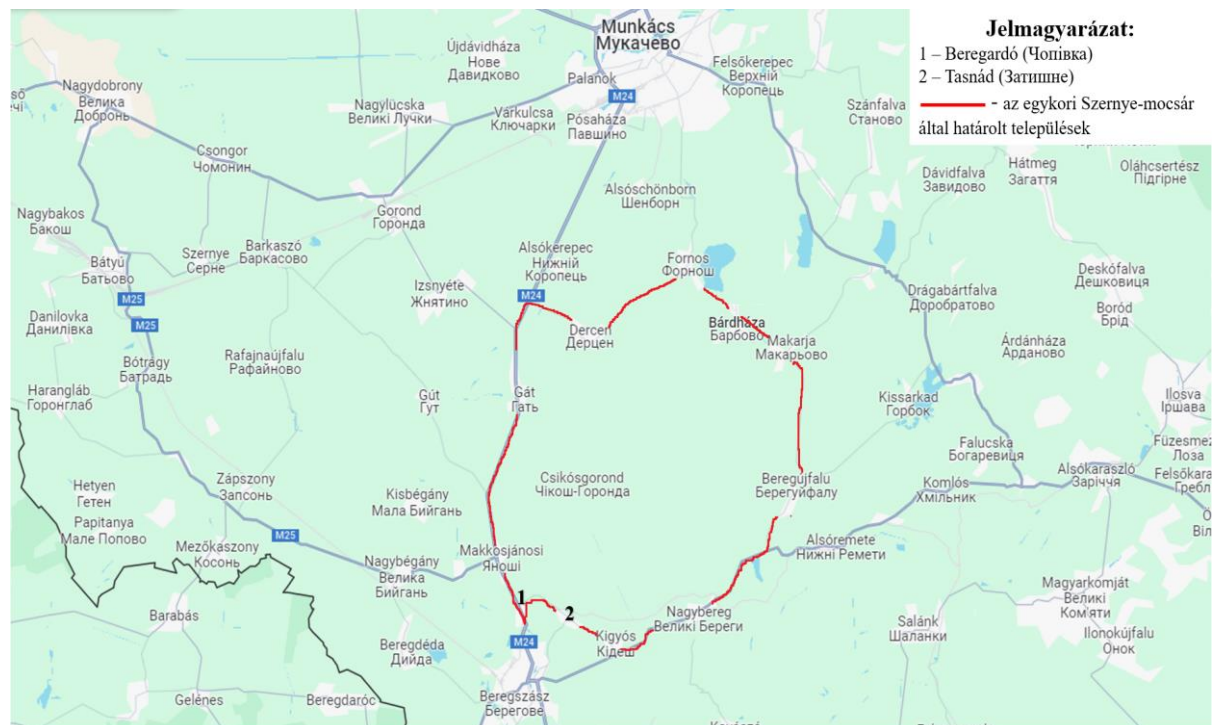 Jelmagyarázat:
1 – Beregardó (Чопівка)
2 – Tasnád (Затишне)
- az egykori Szernye-mocsár
által határolt települések
Munkács
Мукачево
Újdávidháza
Нове
Давидково
Felsőkerepec
Верхній
Коропець
Palanok
M24
Nagydobrony
Велика
Добронь
Nagylúcska
Великі Лучки
Várkulcsa
Ключарки
Pósaháza
Павшино
Szánfalva
Станово
Csongor
Чомонин
Alsóschönborn
Шенборн
Dávidfalva
Завидово
Hátmeg
Загаття
Oláhcsertész
Підгірне
Nagybakos
Бакош
Gorond
Горонда
Szernye
Серне
Barkaszó
Баркасово
Bátyú
Батьово
Alsókerepec
Нижній
Коропець
Fornos
Форнош
Izsnyéte
Жнятино
M24
M25
M25
Deskófalva
Дешковиця
Drágabártfalva
Доробратово
Boród
Брід
Danilovka
Данилівка
Dercen
Дерцен
Bárdháza
Барбово
Makarja
Макарьово
Árdánháza
Арданово
Bótrágy
Батрадь
Rafajnaújfalu
Рафайново
Harangláb
Горонглаб
Gút
Гут
Gát
Гать
Kissarkad
Горбок
Ilosva
Іршава
Falucska
Богаревиця
Füzesmez
Лоза
Alsókaraszló
Заріччя
Felsőkara
Гребл
Hetyen
Гетен
Zápszony
Запсонь
Csikósgorond
Чікош-Горонда
Beregújfalu
Берегуйфалу
Komlós
Хмільник
Kisbégány
Мала Бийгань
Papitanya
Мале Попово
M25
Mezőkaszony
Косонь
Makkosjánosi
Яноші
Alsóremete
Нижні Ремети
Nagybégány
Велика
Бийгань
Magyarkomját
Великі
Ком'яти
Barabás
1
2
Nagybereg
Великі Береги
Salánk
Шаланки
Ilonokújfalu
Онок
Beregdéda
Дийда
M24
Kigyós
Кідеш
Gelénes
Beregdaróc
Beregszász
Берегове